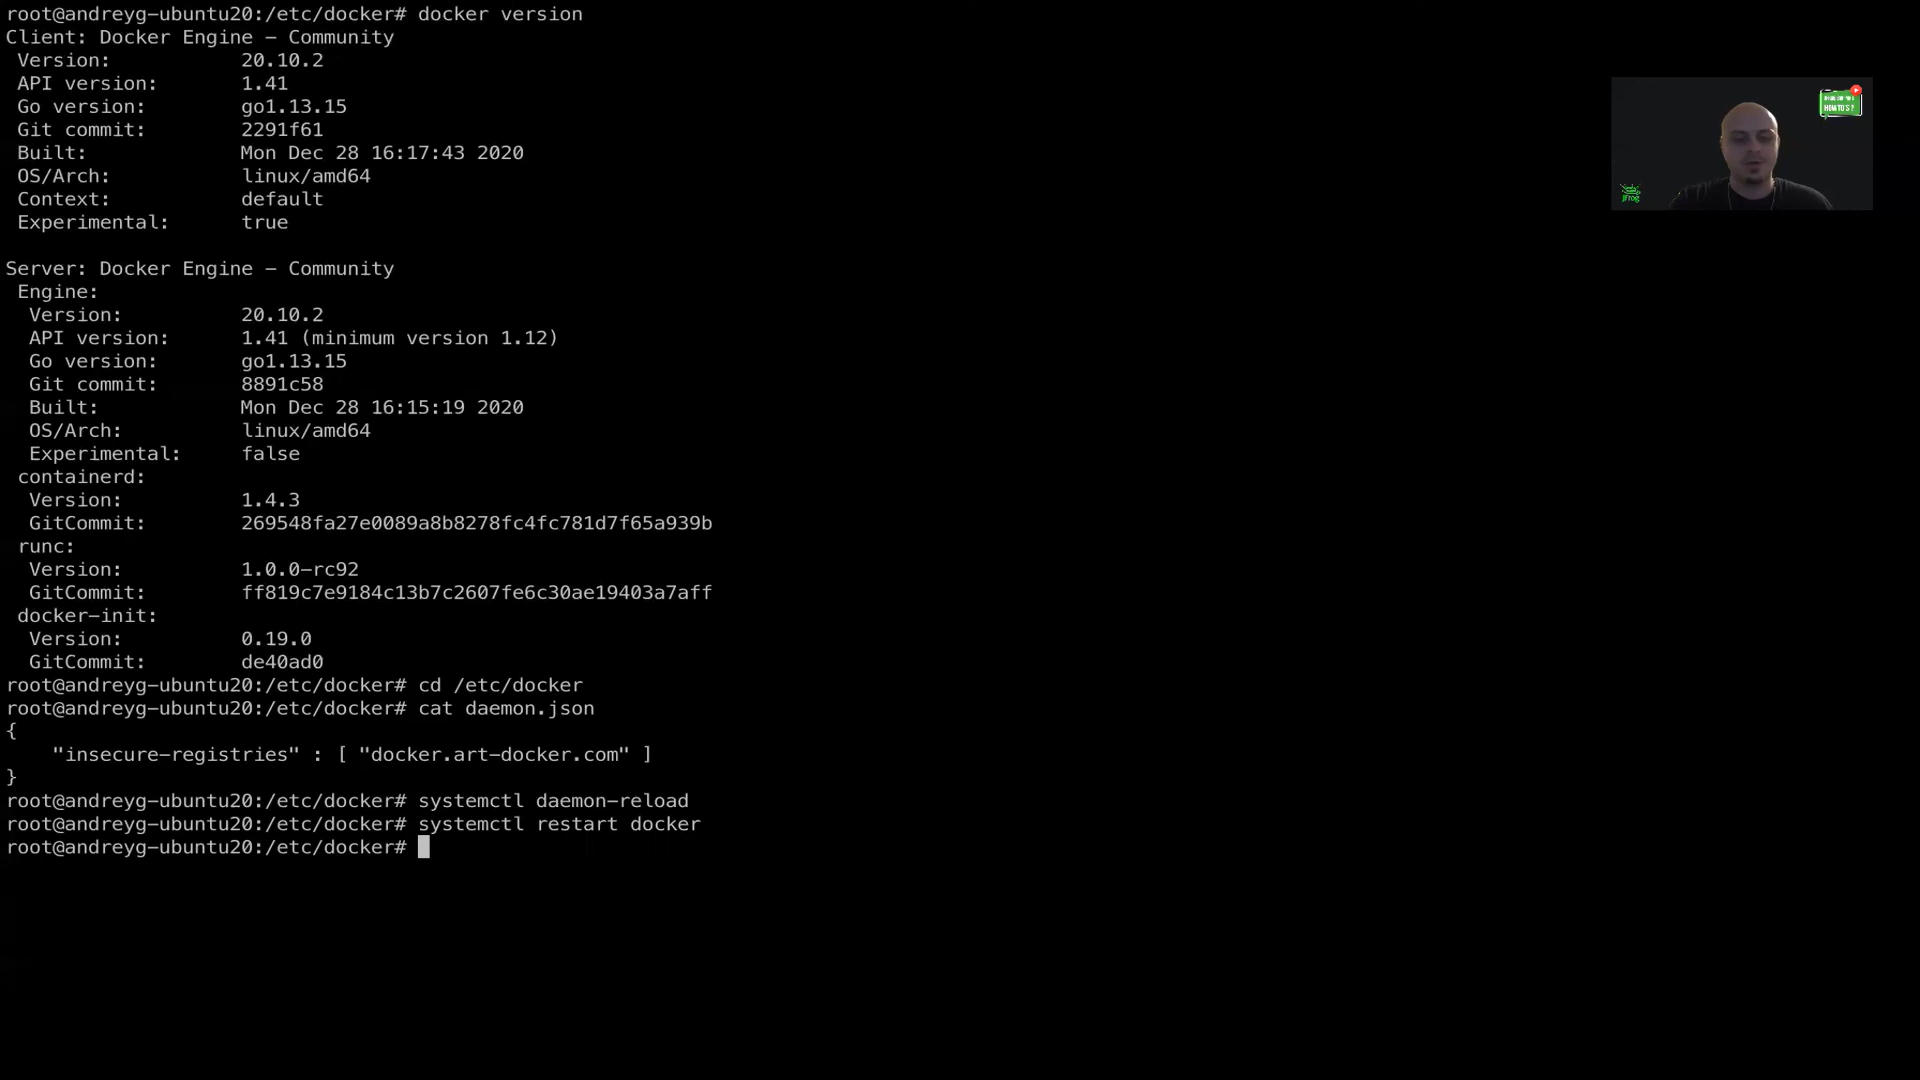 root@andreyg-ubuntu20:/etc/docker# docker version
Client: Docker Engine - Community
 Version:           20.10.2
 API version:       1.41
 Go version:        go1.13.15
 Git commit:        2291f61
 Built:             Mon Dec 28 16:17:43 2020
 OS/Arch:           linux/amd64
 Context:           default
 Experimental:      true

Server: Docker Engine - Community
 Engine:
  Version:          20.10.2
  API version:      1.41 (minimum version 1.12)
  Go version:       go1.13.15
  Git commit:       8891c58
  Built:            Mon Dec 28 16:15:19 2020
  OS/Arch:          linux/amd64
  Experimental:     false
 containerd:
  Version:          1.4.3
  GitCommit:        269548fa27e0089a8b8278fc4fc781d7f65a939b
 runc:
  Version:          1.0.0-rc92
  GitCommit:        ff819c7e9184c13b7c2607fe6c30ae19403a7aff
 docker-init:
  Version:          0.19.0
  GitCommit:        de40ad0
root@andreyg-ubuntu20:/etc/docker# cd /etc/docker
root@andreyg-ubuntu20:/etc/docker# cat daemon.json
{
    "insecure-registries" : [ "docker.art-docker.com" ]
}
root@andreyg-ubuntu20:/etc/docker# systemctl daemon-reload
root@andreyg-ubuntu20:/etc/docker# systemctl restart docker
root@andreyg-ubuntu20:/etc/docker#
HOWTO'S ?
JFrog